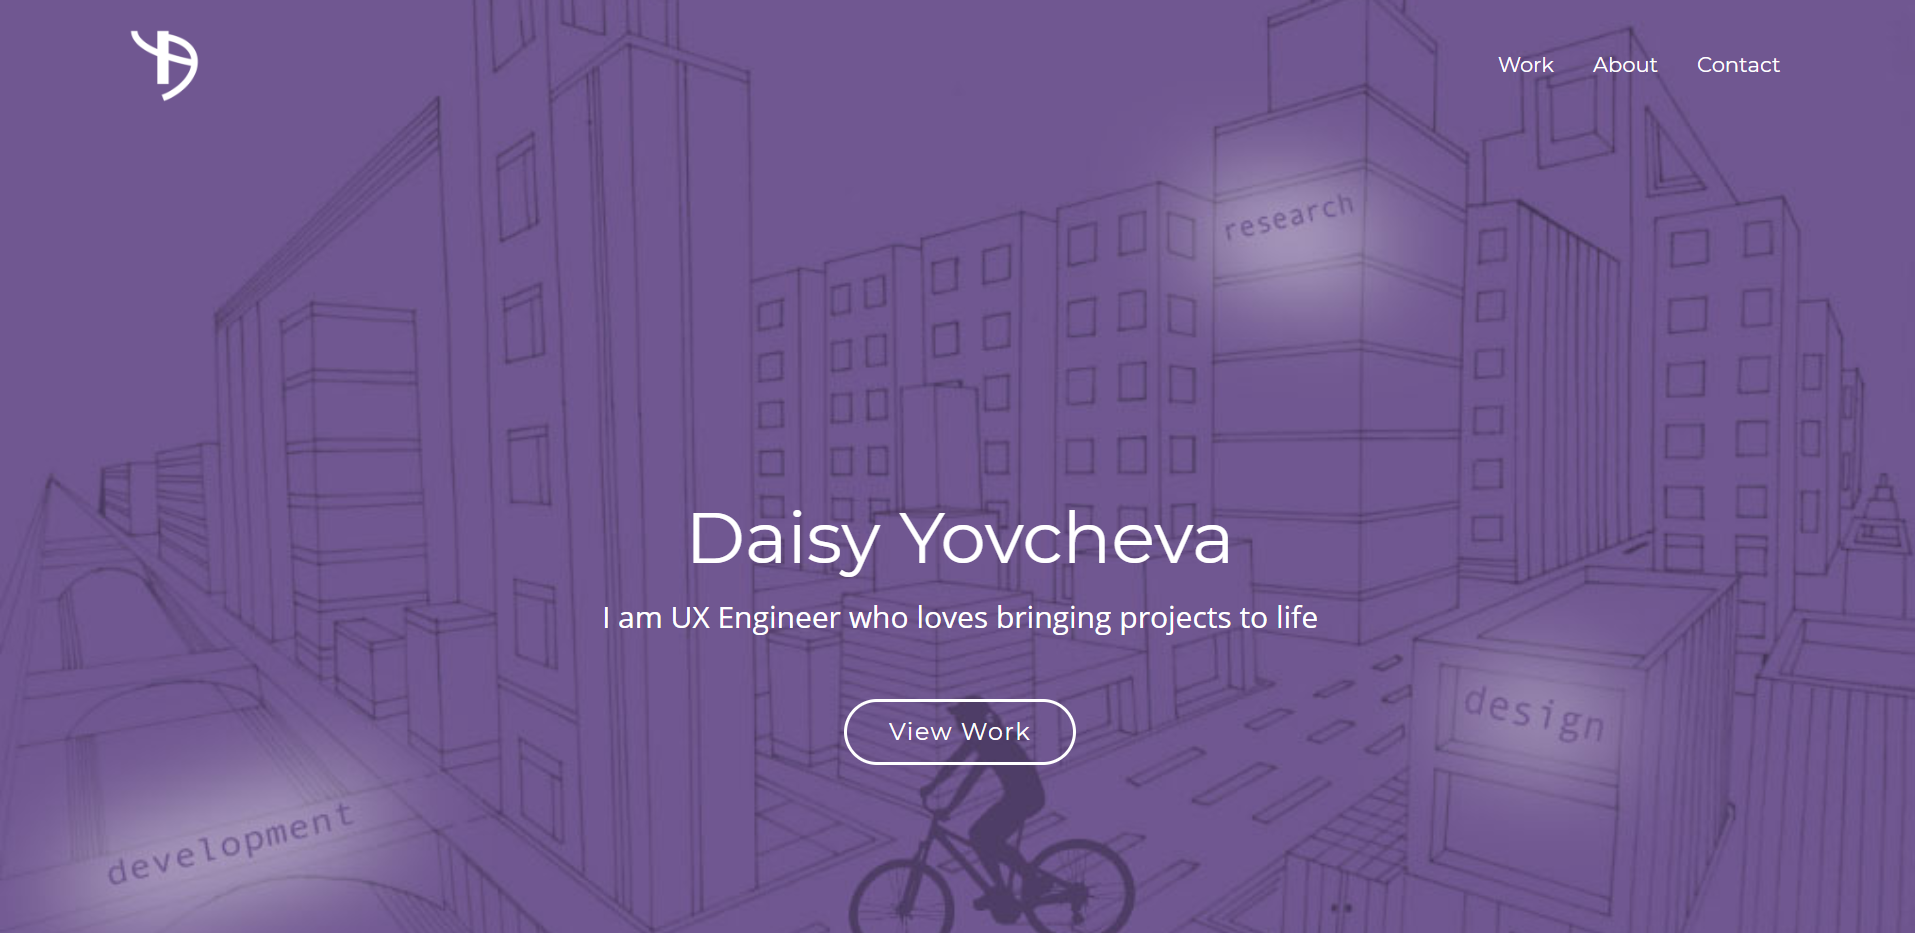 Work
About
Contact
research
Daisy Yovcheva
I am UX Engineer who loves bringing projects to life
design
View Work
development